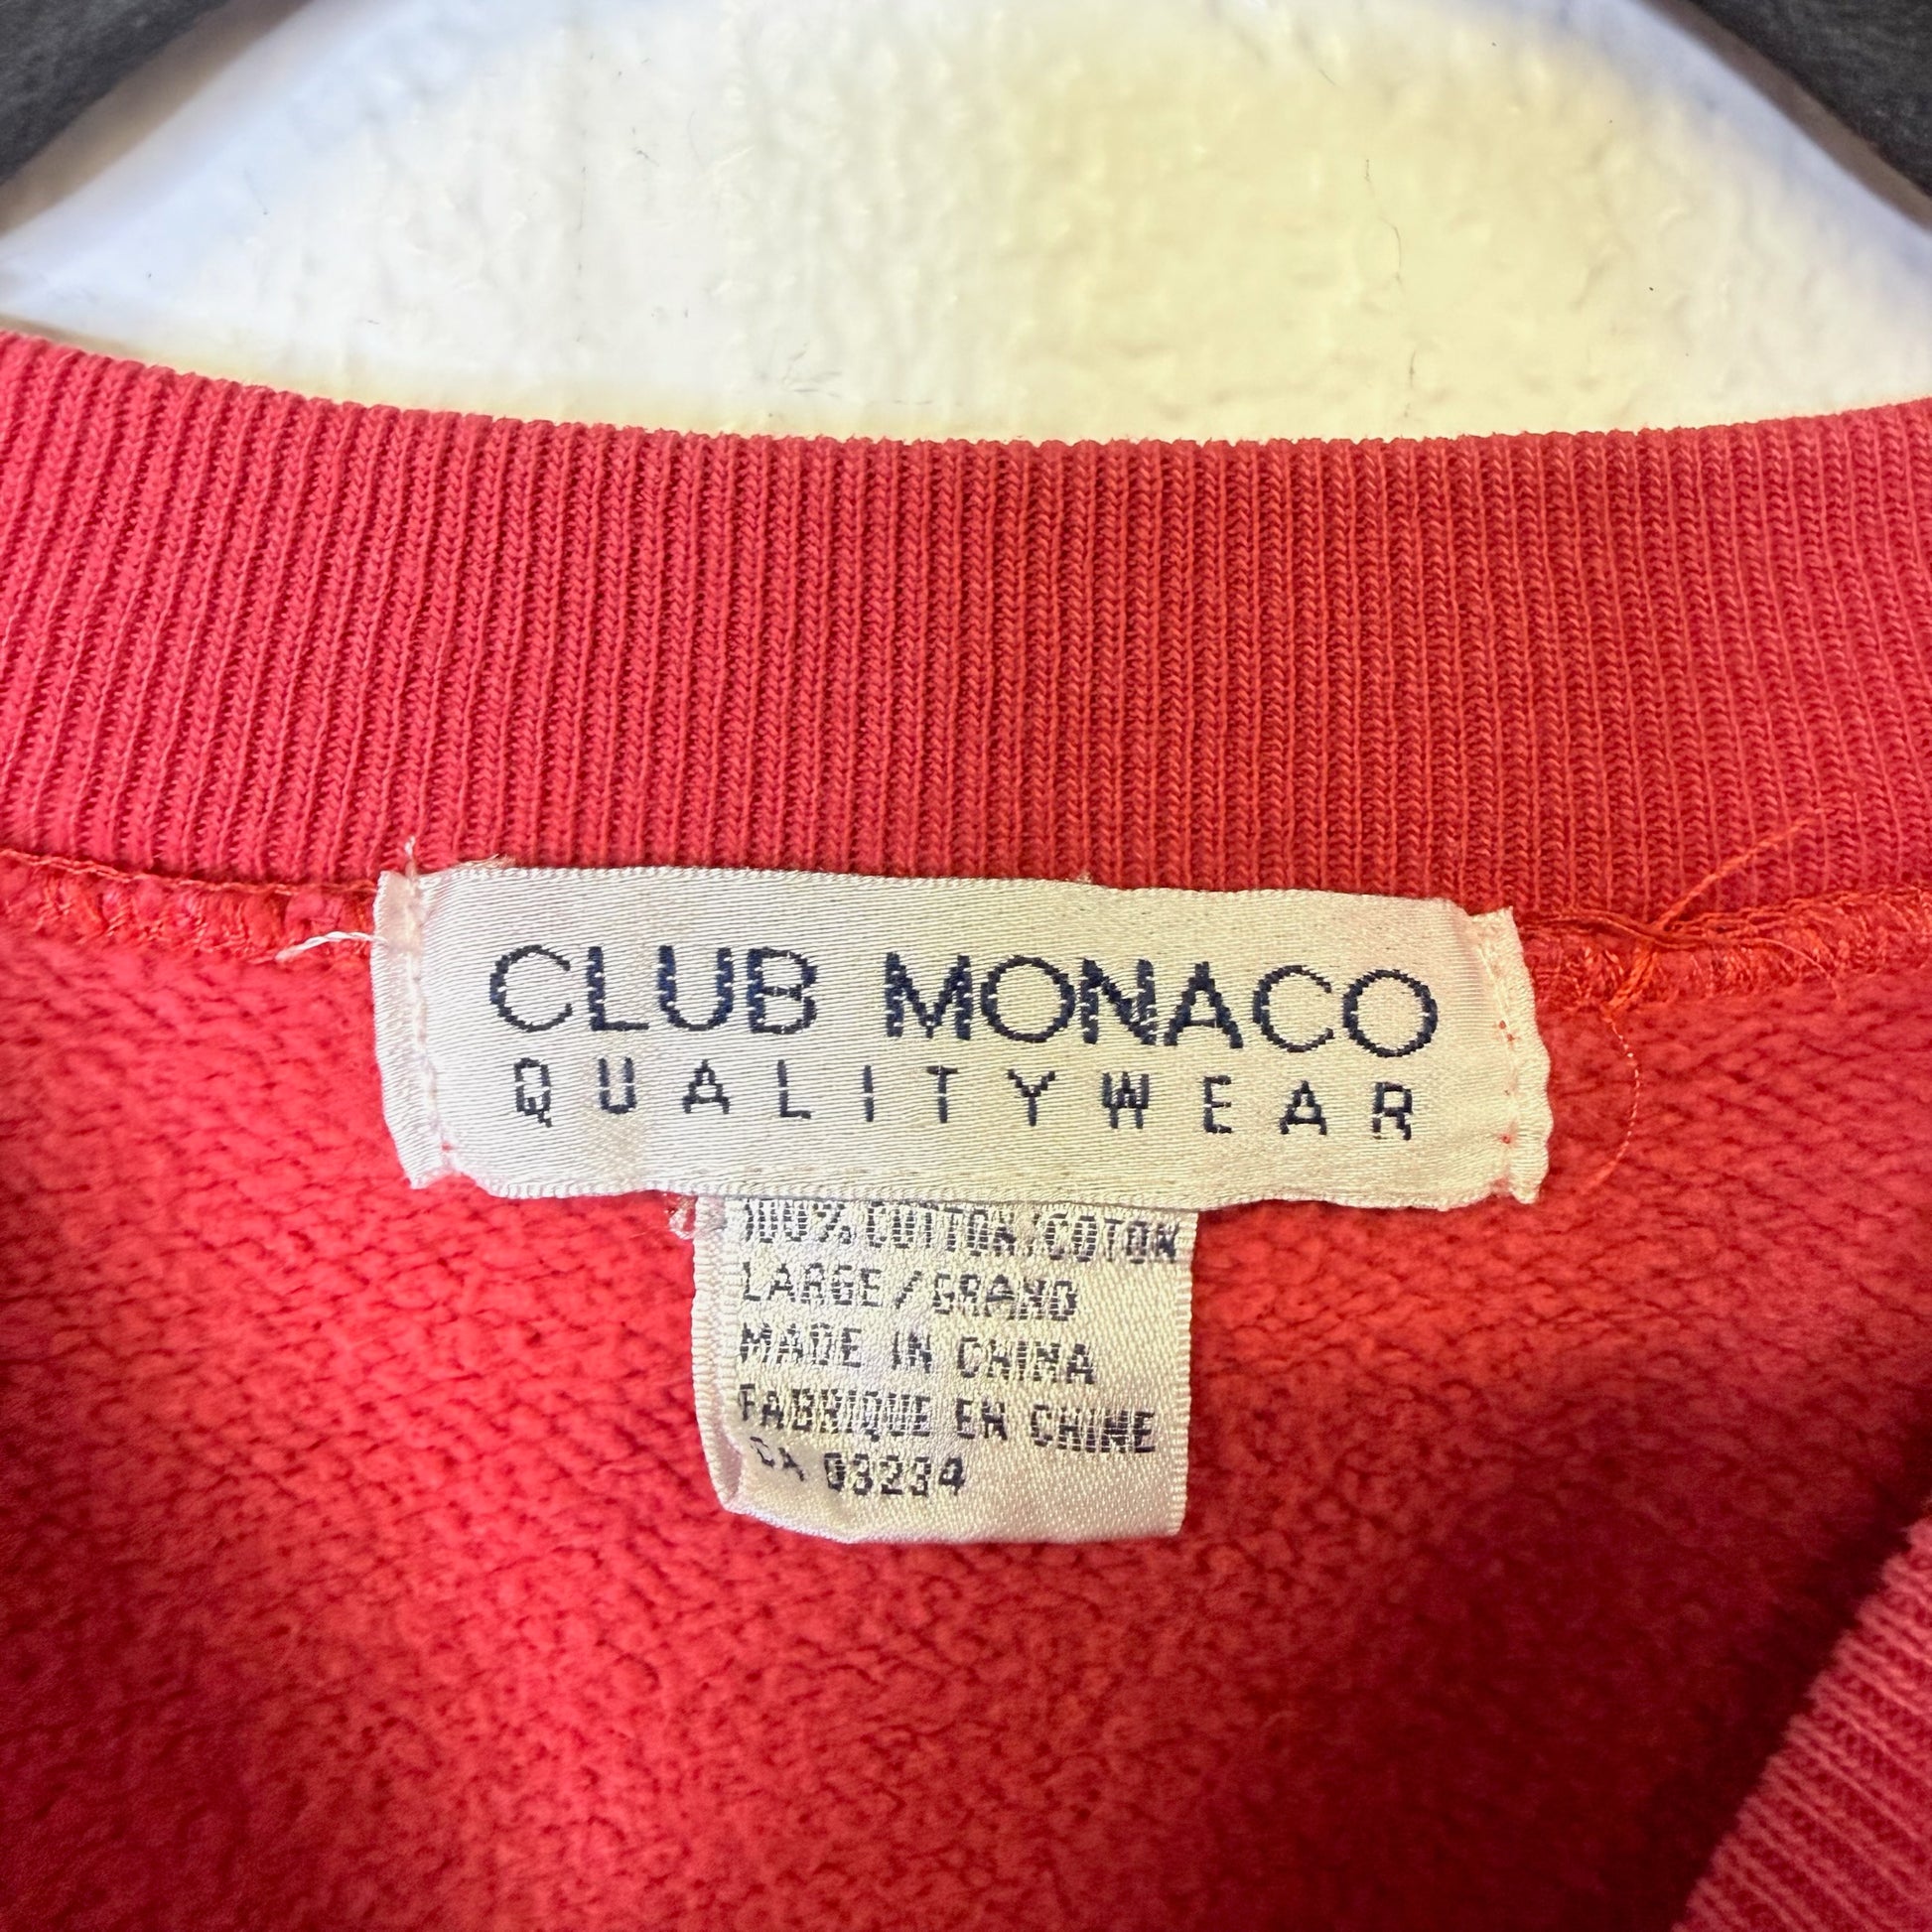 CLUB MONACO
QUALITYWEAR
100% COTTON/COTON
LARGE/GRAND
MADE IN CHINA
FABRIQUE EN CHINE
CA 03234